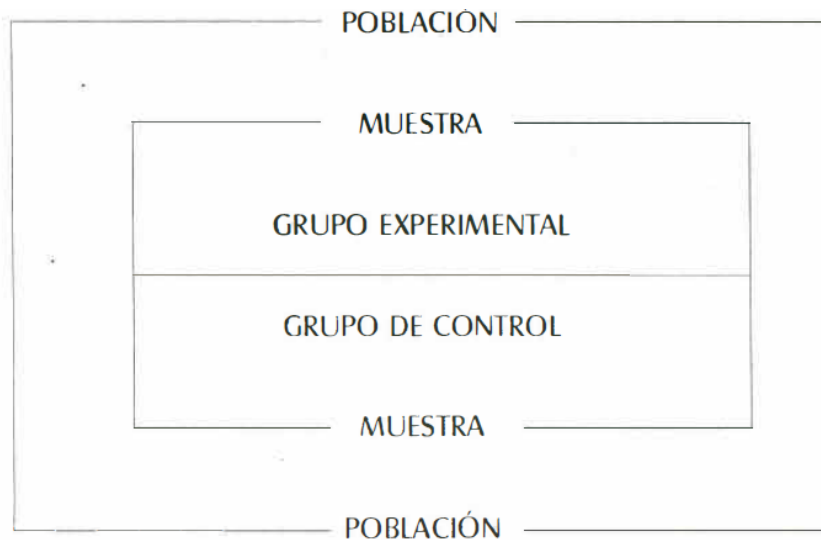 POBLACIÓN
MUESTRA
GRUPO EXPERIMENTAL
GRUPO DE CONTROL
MUESTRA
POBLACIÓN